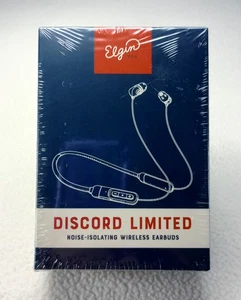 Elgin
DISCORD LIMITED
NOISE-ISOLATING WIRELESS EARBUDS